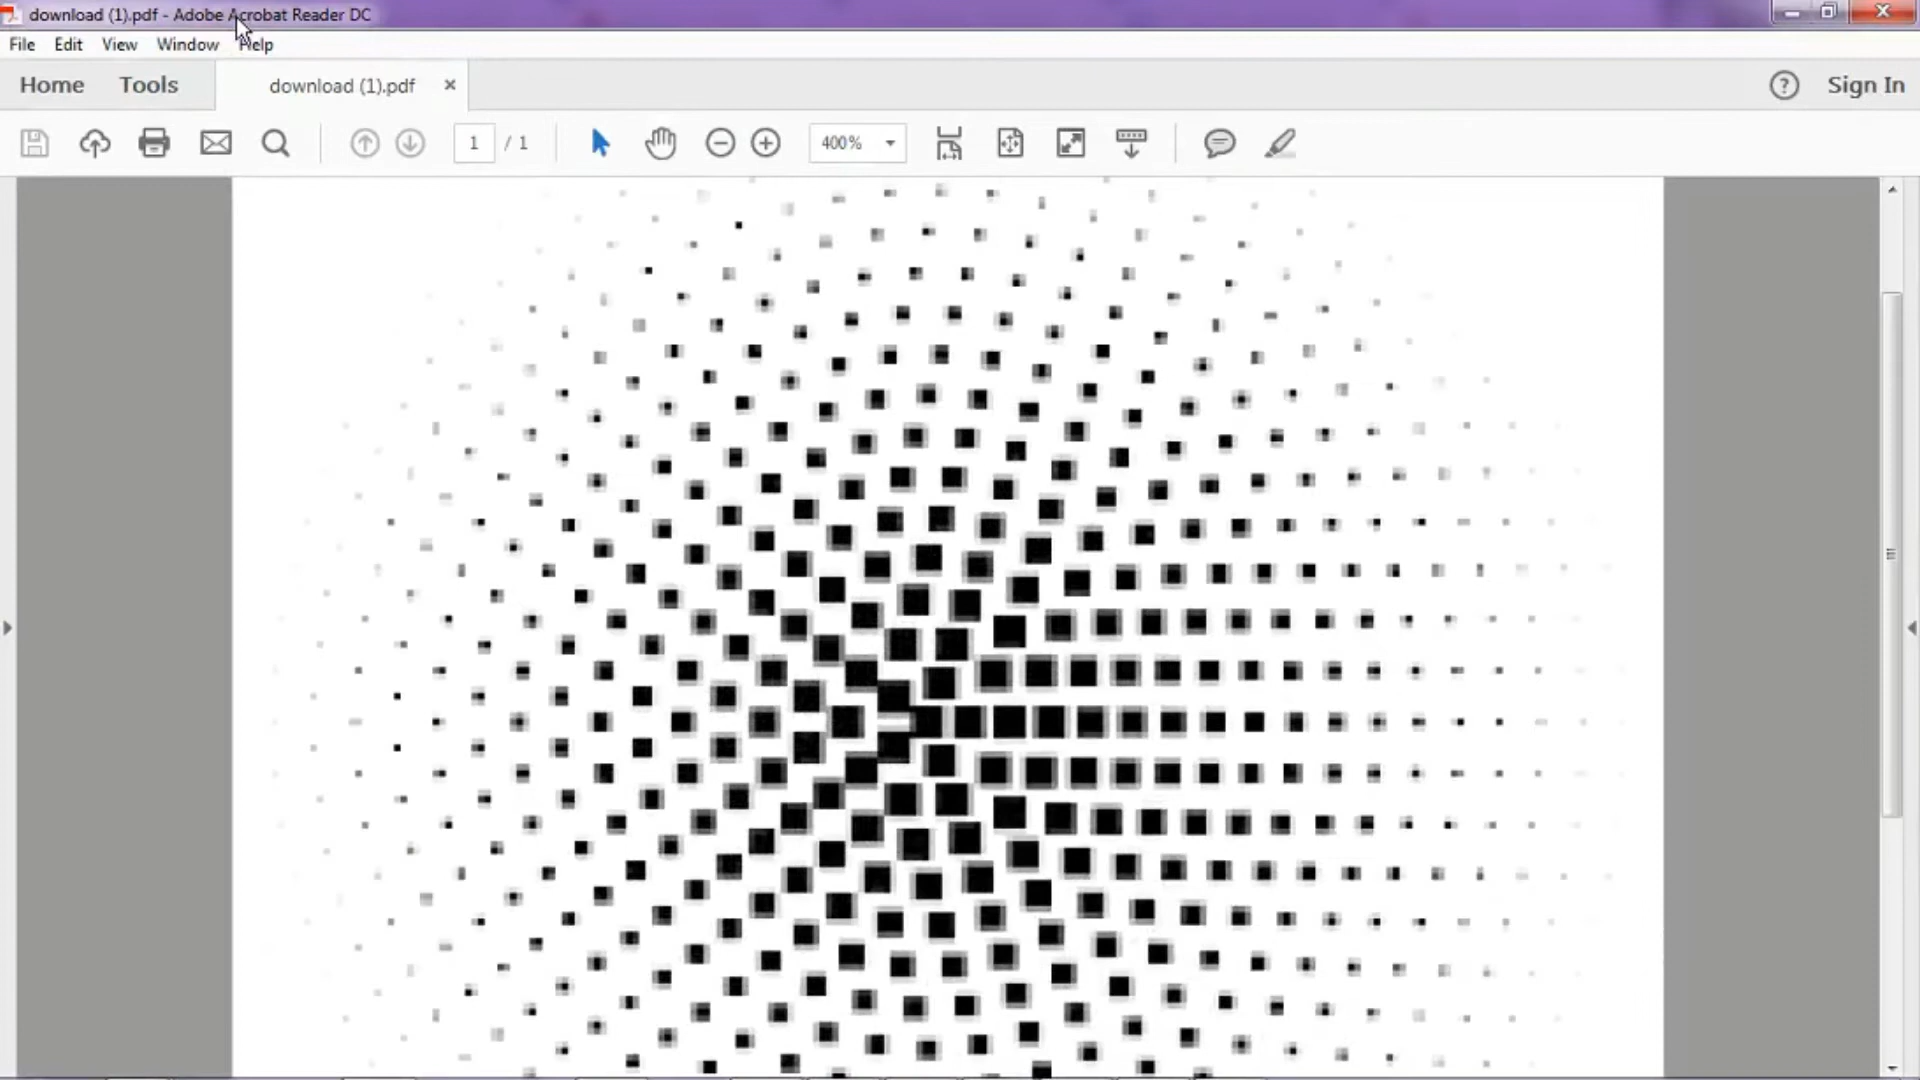 download (1).pdf - Adobe Acrobat Reader DC
File Edit View Window Help
Home Tools download (1).pdf × ? Sign In
1 / 1 400%